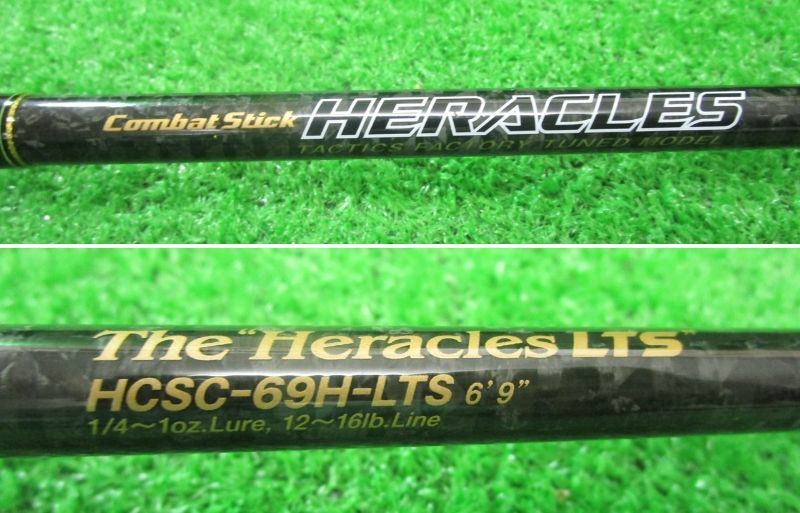 Combat Stick HERACLES
TACTICS FACTORY TUNED MODEL
The "Heracles LTS"
HCSC-69H-LTS 6'9"
1/4~1oz.Lure, 12~16lb.Line